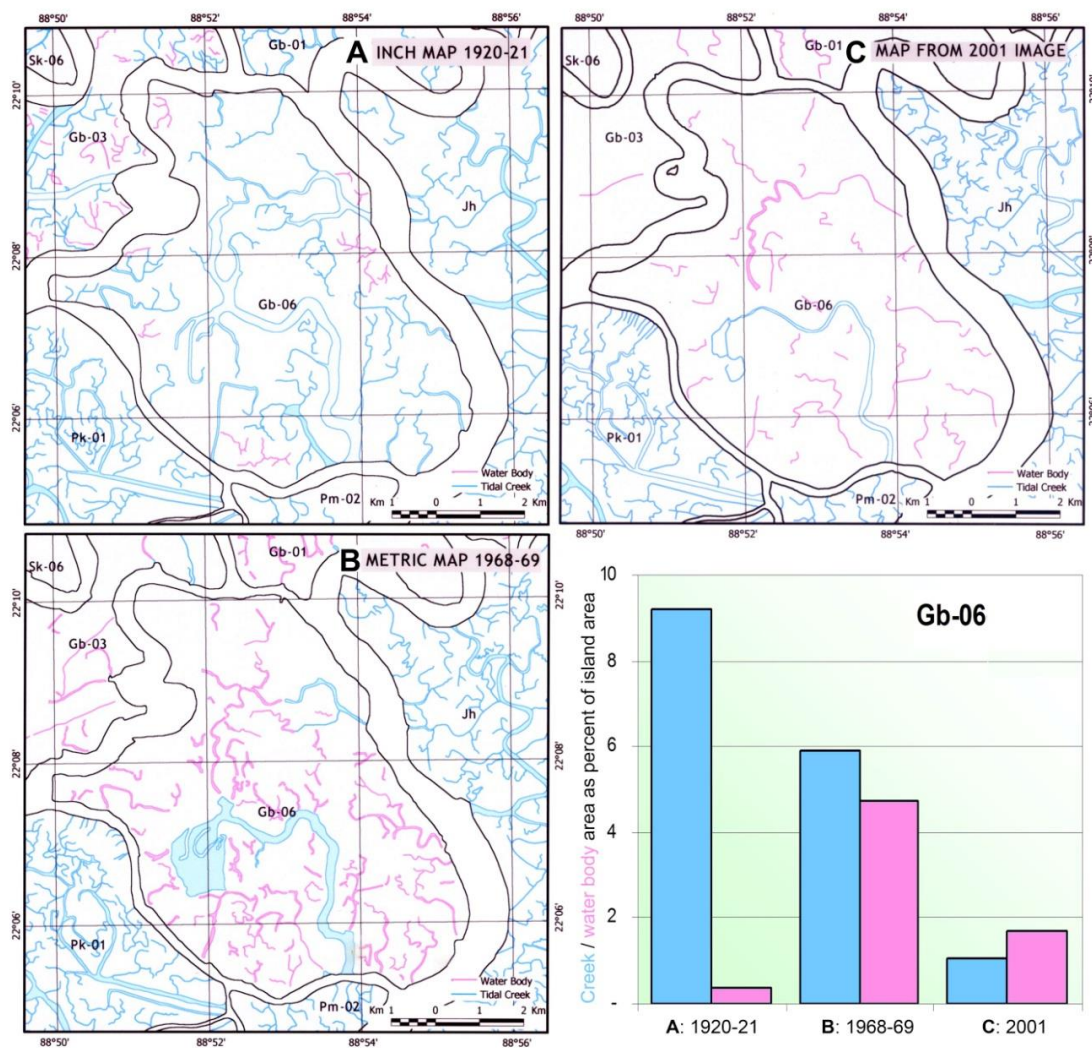 88°50' 88°52' 88°54' 88°56'
A INCH MAP 1920-21
Gb-01
Sk-06
22°10'
Gb-03
Jh
22°08'
Gb-06
22°06'
Pk-01
Water Body
Tidal Creek
Pm-02
Km 1 0 1 2 Km
88°50' 88°52' 88°54' 88°56'
C MAP FROM 2001 IMAGE
Gb-01
Sk-06
Gb-03
Jh
Gb-06
Pk-01
Water Body
Tidal Creek
Pm-02
Km 1 0 1 2 Km
88°50' 88°52' 88°54' 88°56'
B METRIC MAP 1968-69
Gb-01
Sk-06
22°10' 22°10'
Gb-03
Jh
22°08' 22°08'
Gb-06
22°06' 22°06'
Pk-01
Water Body
Tidal Creek
Pm-02
Km 1 0 1 2 Km
88°50' 88°52' 88°54' 88°56'
Gb-06
Creek / water body area as percent of island area
10
8
6
4
2
-
A: 1920-21 B: 1968-69 C: 2001